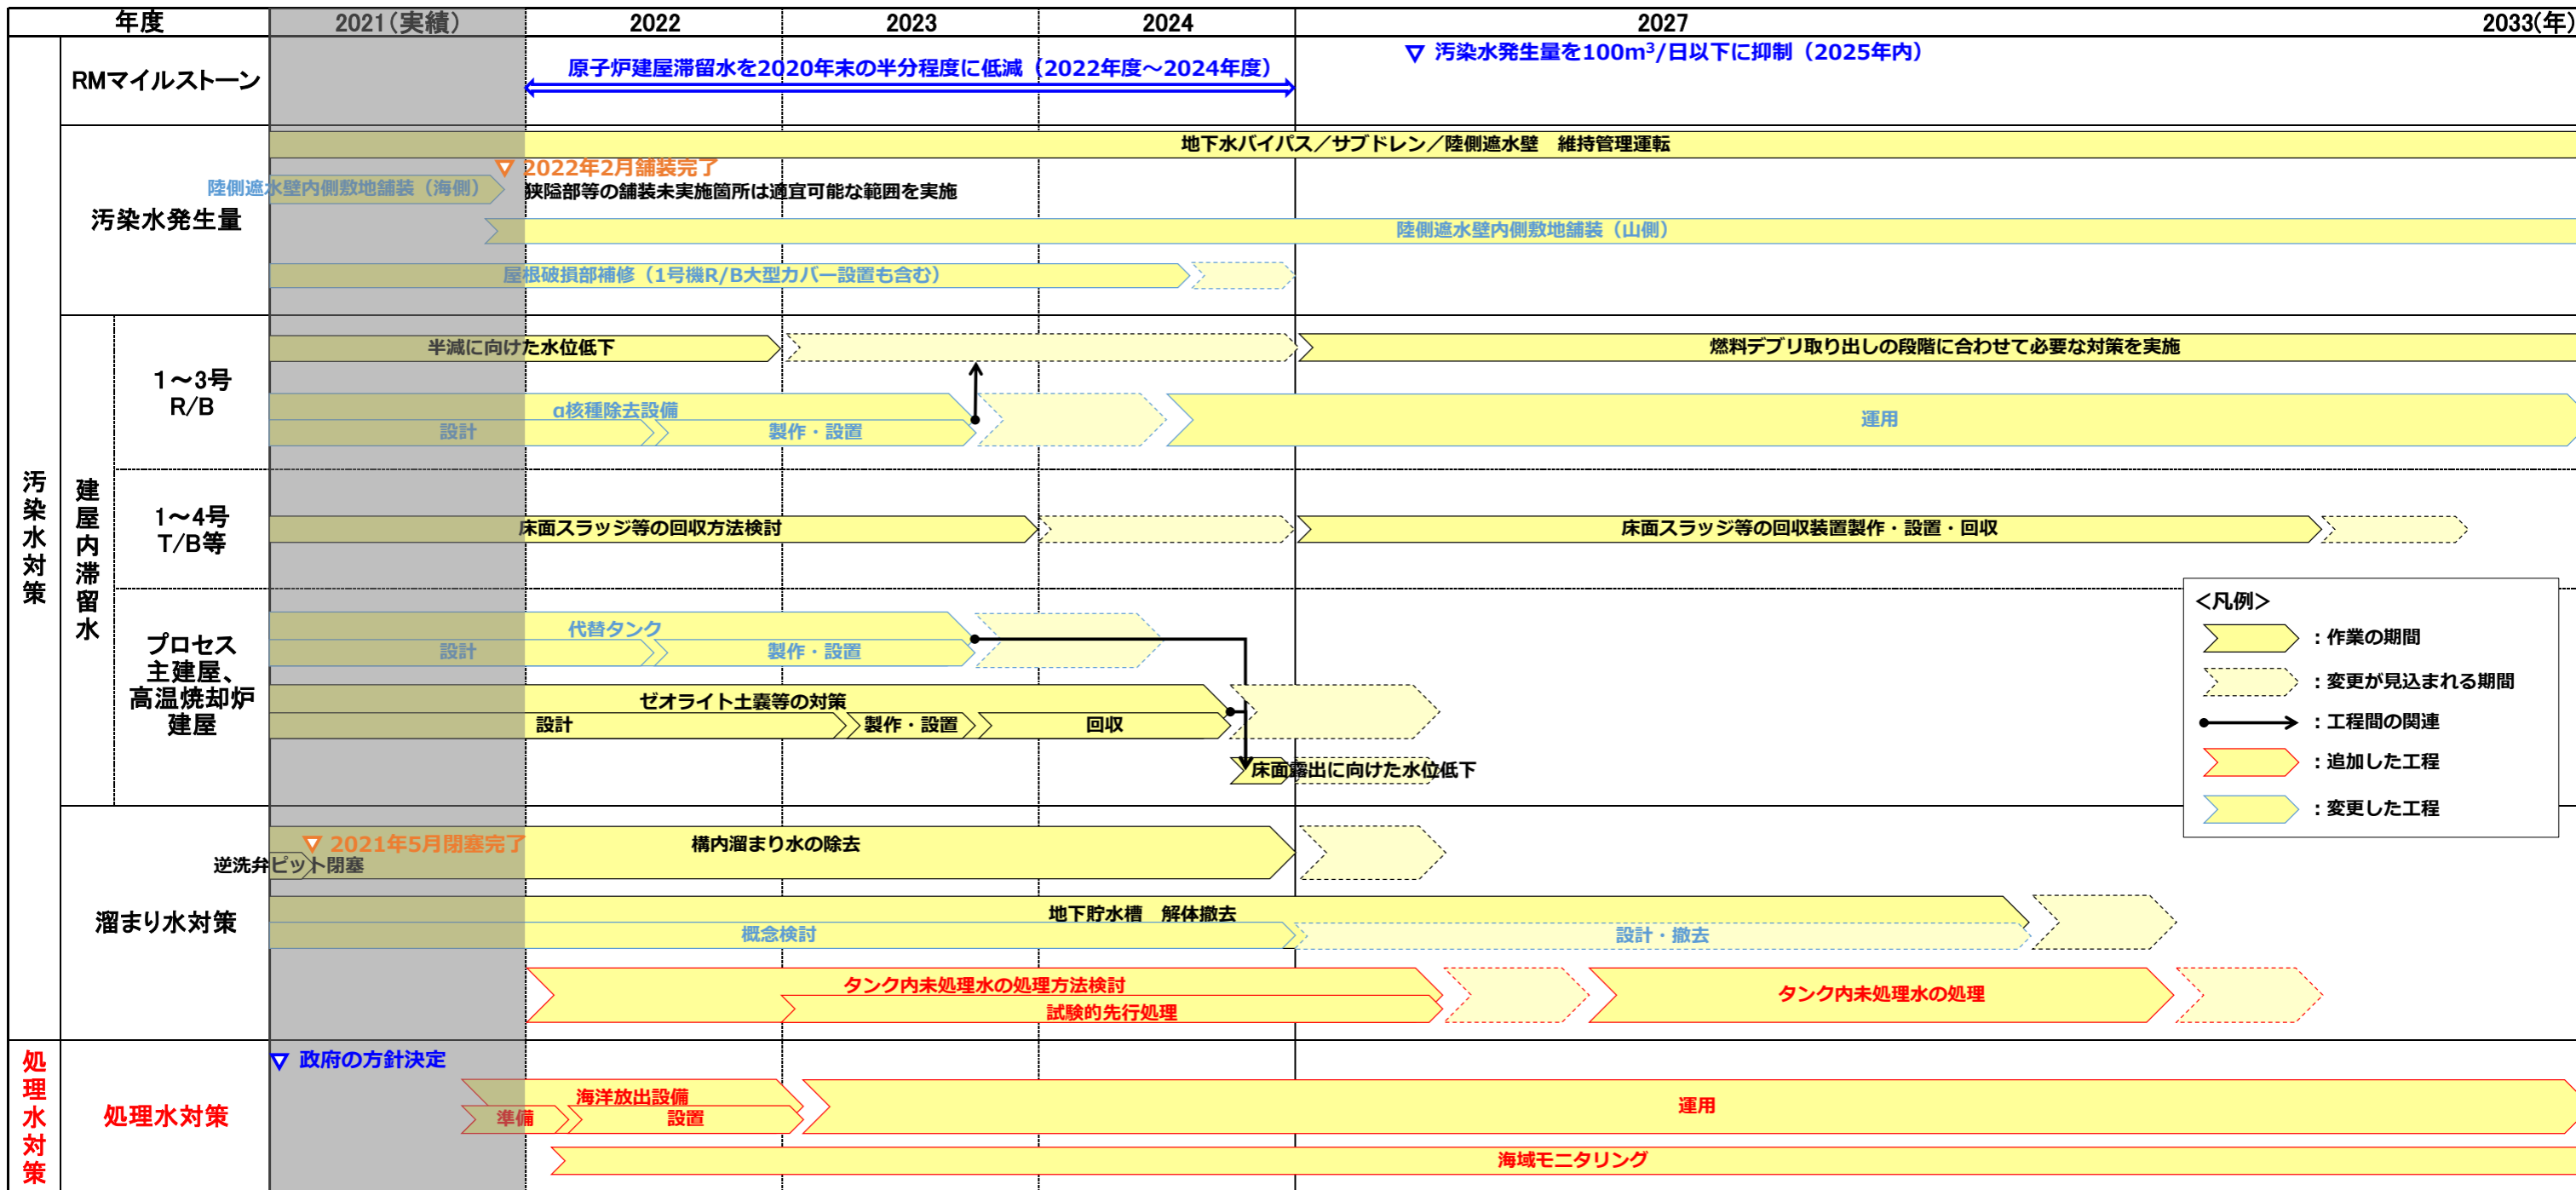 年度
2021(実績)
2022
2023
2024
2027
2033(年)
汚染水対策
RMマイルストーン
原子炉建屋滞留水を2020年末の半分程度に低減（2022年度～2024年度）
▽ 汚染水発生量を100m³/日以下に抑制（2025年内）
汚染水発生量
地下水バイパス／サブドレン／陸側遮水壁　維持管理運転
▽ 2022年2月舗装完了
陸側遮水壁内側敷地舗装（海側）
狭隘部等の舗装未実施箇所は適宜可能な範囲を実施
陸側遮水壁内側敷地舗装（山側）
屋根破損部補修（1号機R/B大型カバー設置も含む）
建屋内滞留水
1～3号
R/B
半減に向けた水位低下
燃料デブリ取り出しの段階に合わせて必要な対策を実施
α核種除去設備
設計
製作・設置
運用
1～4号
T/B等
床面スラッジ等の回収方法検討
床面スラッジ等の回収装置製作・設置・回収
プロセス
主建屋、
高温焼却炉
建屋
代替タンク
設計
製作・設置
ゼオライト土嚢等の対策
設計
製作・設置
回収
床面露出に向けた水位低下
<凡例>
：作業の期間
：変更が見込まれる期間
：工程間の関連
：追加した工程
：変更した工程
溜まり水対策
▽ 2021年5月閉塞完了
構内溜まり水の除去
逆洗弁ピット閉塞
地下貯水槽　解体撤去
概念検討
設計・撤去
タンク内未処理水の処理方法検討
試験的先行処理
タンク内未処理水の処理
処理水対策
処理水対策
▽ 政府の方針決定
海洋放出設備
準備
設置
運用
海域モニタリング